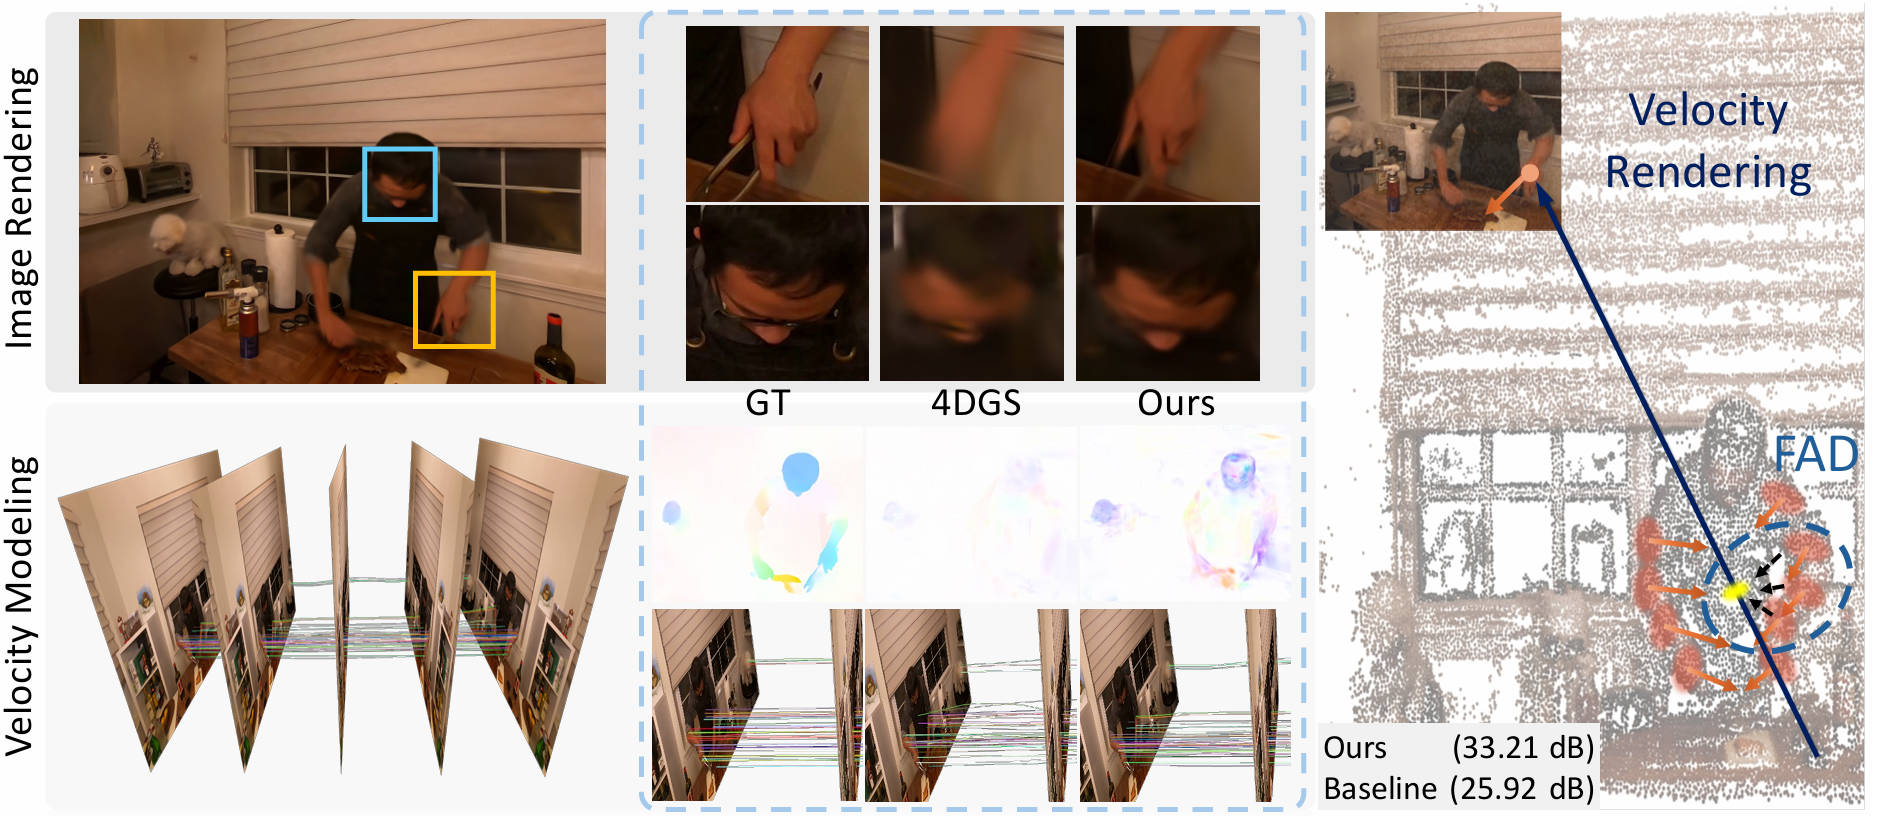 Image Rendering
GT
4DGS
Ours
Velocity Modeling
Velocity
Rendering
FAD
Ours (33.21 dB)
Baseline (25.92 dB)